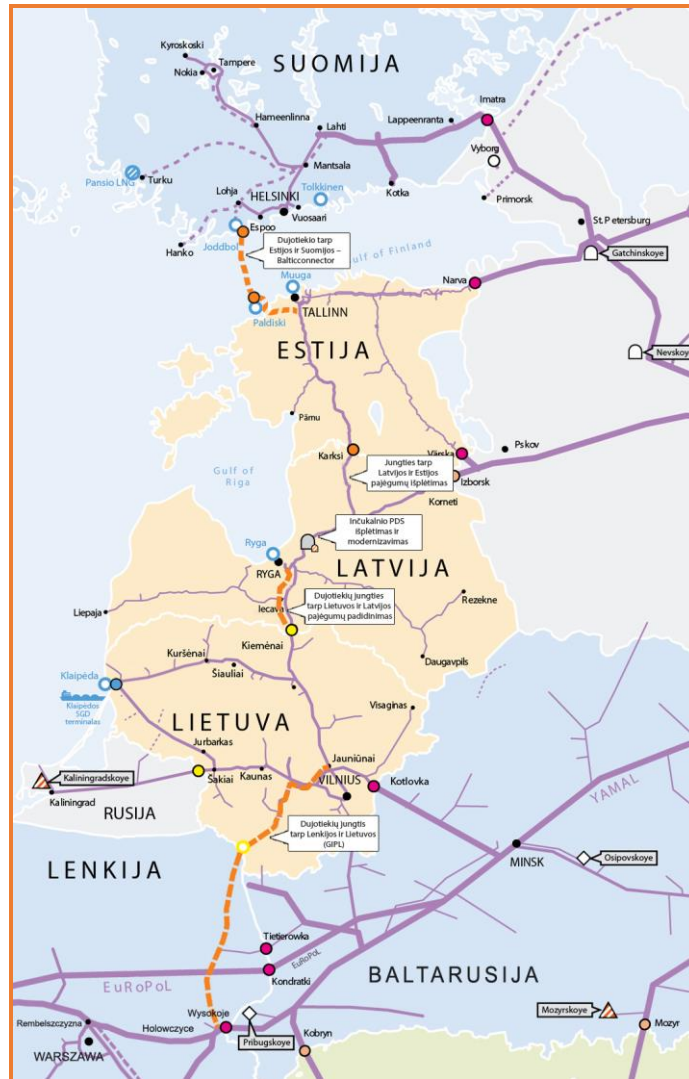 Kyroskoski
Tampere
Nokia
SUOMIJA
Imatra
Hameenlinna
Lahti
Lappeenranta
Vyborg
Mantsala
Pansio LNG
Turku
Lohja
HELSINKI
Tolkkinen
Kotka
Primorsk
Vuosaari
St. Petersburg
Espoo
Joddbol
Hanko
Dujotiekio tarp
Estijos ir Suomijos –
Balticconnector
Gulf of Finland
Gatchinskoye
Muuga
Narva
TALLINN
Paldiski
ESTIJA
Nevskoy
Pärnu
Karksi
Värska
Pskov
Jungties tarp
Latvijos ir Estijos
pajėgumų išplėtimas
Izborsk
Gulf of
Riga
Korneti
Inčukalnio PDS
išplėtimas ir
modernizavimas
Ryga
RYGA
LATVIJA
Iecava
Dujotiekių jungties
tarp Lietuvos ir Latvijos
pajėgumų padidinimas
Rezekne
Liepaja
Kiemėnai
Kuršėnai
Daugavpils
Šiauliai
Klaipėda
Klaipėdos
SGD
terminalas
LIETUVA
Visaginas
Jurbarkas
Jauniūnai
Šakiai
Kaunas
VILNIUS
Kotlovka
Kaliningradskoye
Kaliningrad
RUSIJA
YAMAL
Dujotiekių jungtis
tarp Lenkijos ir Lietuvos
(GIPL)
MINSK
LENKIJA
Osipovskoye
Tietierowka
EuRoPoL
Kondratki
BALTARUSIJA
EuRoPoL
Wysokoje
Mozyrskoye
Rembelszczyzna
Holowczyce
Pribugskoye
Kobryn
Mozyr
WARSZAWA